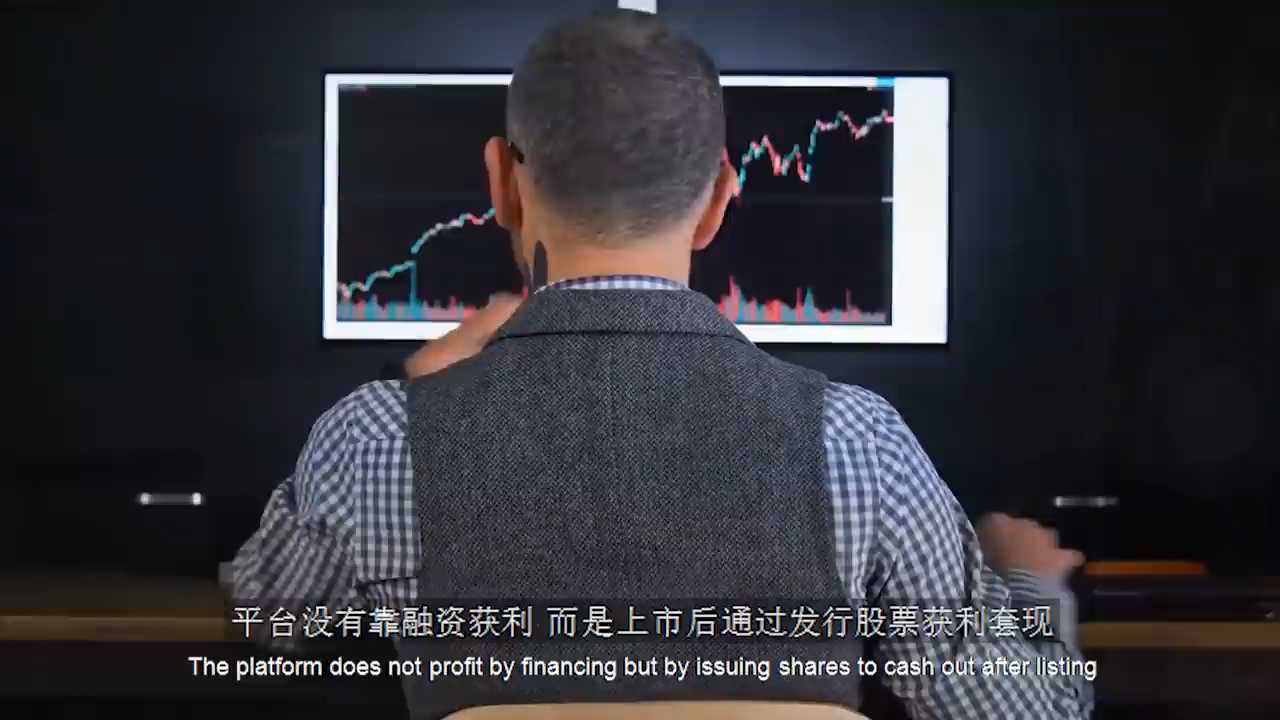 平台没有靠融资获利 而是上市后通过发行股票获利套现
The platform does not profit by financing but by issuing shares to cash out after listing